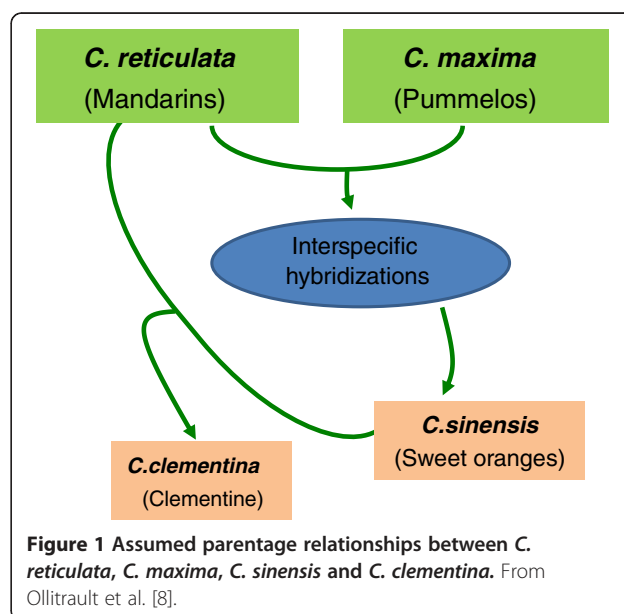 C. reticulata
(Mandarins)
C. maxima
(Pummelos)
Interspecific
hybridizations
C.sinensis
(Sweet oranges)
C.clementina
(Clementine)
Figure 1 Assumed parentage relationships between C.
reticulata, C. maxima, C. sinensis and C. clementina. From
Ollitrault et al. [8].